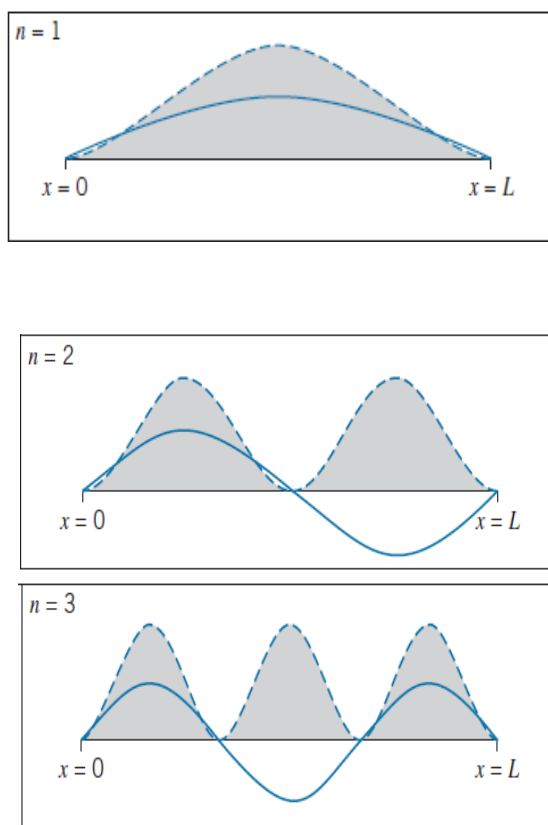 n = 1
x = 0
x = L
n = 2
x = 0
x = L
n = 3
x = 0
x = L